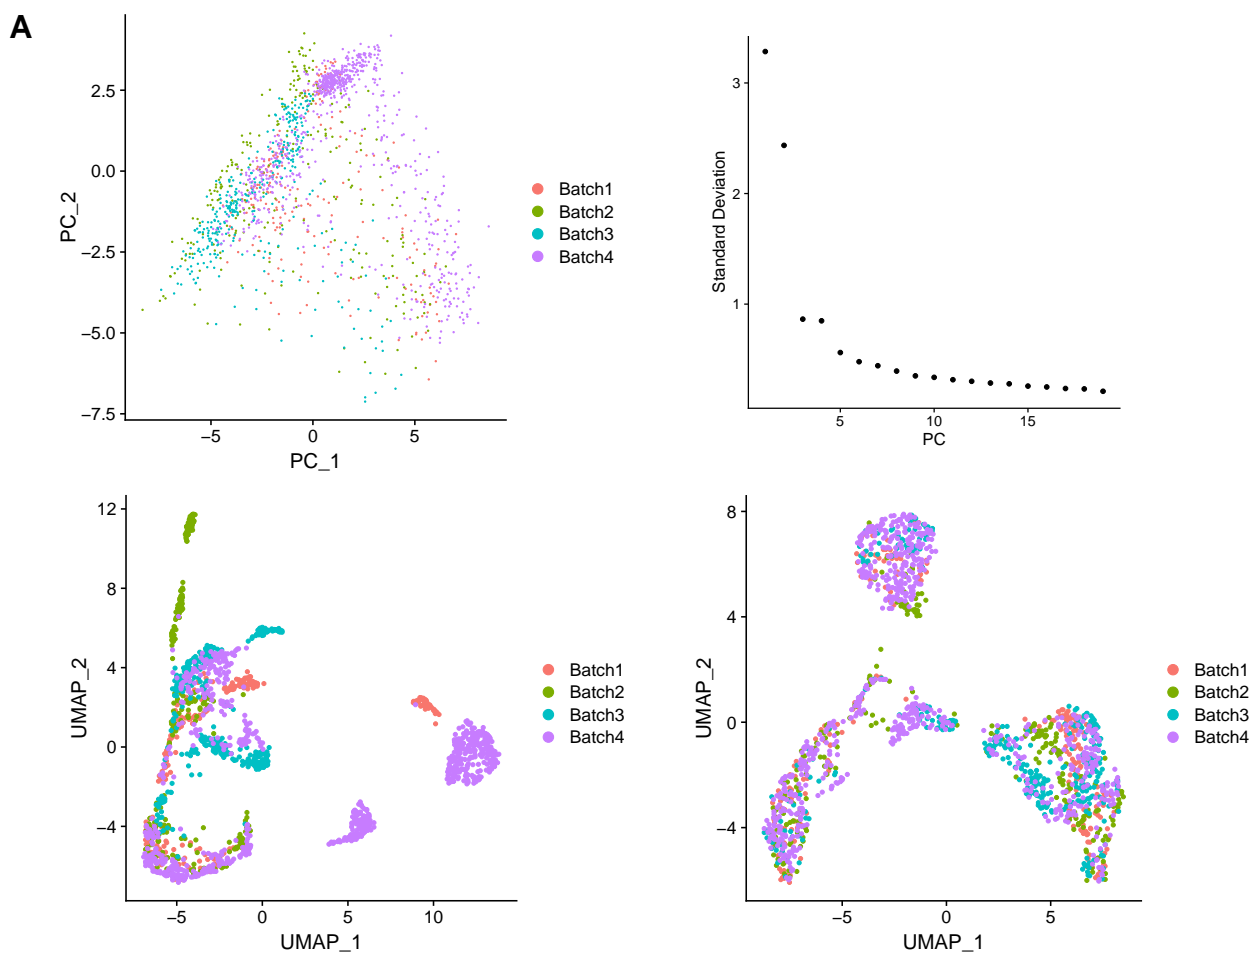 A
2.5
0.0
−2.5
−5.0
−7.5
PC_2
−5
0
5
PC_1
Batch1
Batch2
Batch3
Batch4
3
2
1
Standard Deviation
5
10
15
PC
12
8
4
0
−4
UMAP_2
−5
0
5
10
UMAP_1
Batch1
Batch2
Batch3
Batch4
8
4
0
−4
UMAP_2
−5
0
5
UMAP_1
Batch1
Batch2
Batch3
Batch4